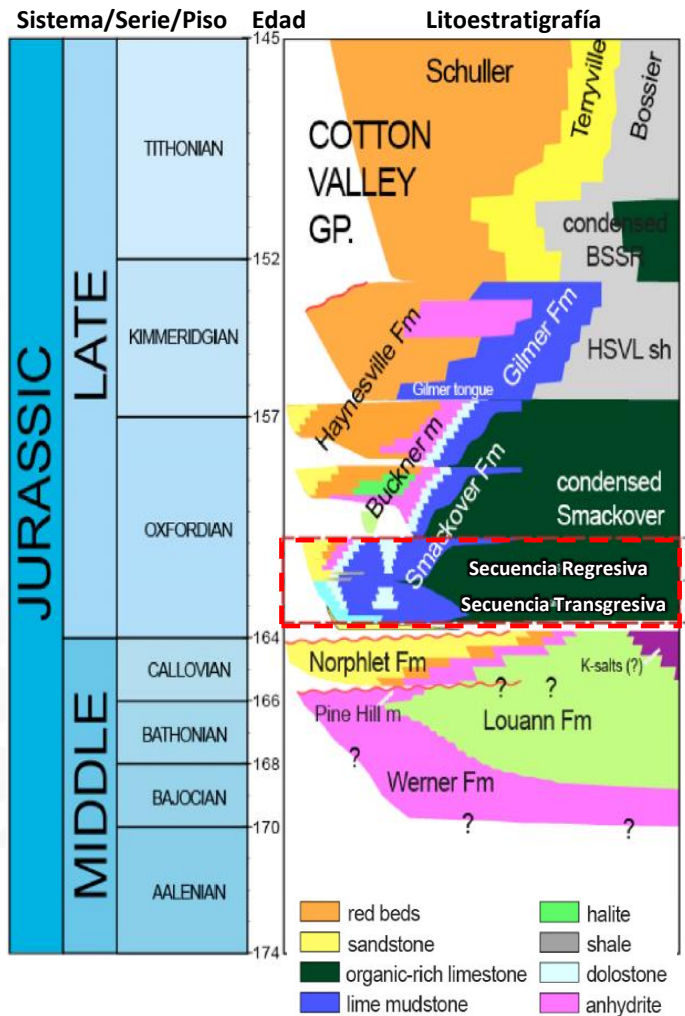 Sistema/Serie/Piso Edad Litoestratigrafía
145
Schuller
Terryville
Bossier
COTTON
VALLEY
GP.
TITHONIAN
condensed
BSSR
152
JURASSIC
LATE
KIMMERIDGIAN
Haynesville Fm
Gilmer Fm
HSVL sh
Gilmer tongue
157
Buckner m
Smackover Fm
condensed
Smackover
OXFORDIAN
Secuencia Regresiva
Secuencia Transgresiva
164
MIDDLE
CALLOVIAN
Norphlet Fm
K-salts (?)
? ?
166
Pine Hill m
Louann Fm
BATHONIAN
?
168
Werner Fm
BAJOCIAN
? ?
170
AALENIAN
174
red beds
sandstone
organic-rich limestone
lime mudstone
halite
shale
dolostone
anhydrite